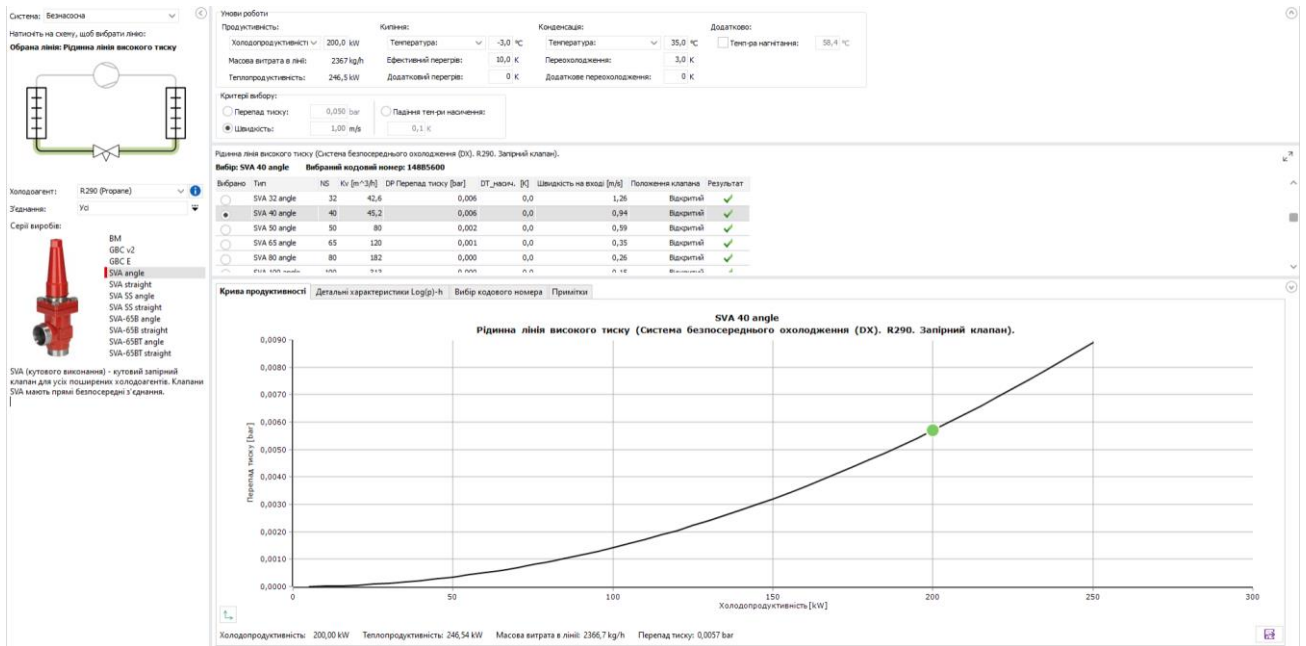 Система: Безнасосна
Натисніть на схему, щоб вибрати лінію:
Обрана лінія: Рідинна лінія високого тиску
Холодоагент: R290 (Propane)
З'єднання: Усі
Серії виробів:
BM
GBC v2
GBC E
SVA angle
SVA straight
SVA SS angle
SVA SS straight
SVA-65B angle
SVA-65B straight
SVA-65BT angle
SVA-65BT straight
SVA (кутового виконання) - кутовий запірний
клапан для усіх поширених холодоагентів. Клапани
SVA мають прямі безпосередні з'єднання.
Умови роботи
Продуктивність: Кипіння: Конденсація: Додатково:
Холодопродуктивніст 200,0 kW Температура: -3,0 °C Температура: 35,0 °C Темп-ра нагнітання: 58,4 °C
Масова витрата в лінії: 2367 kg/h Ефективний перегрів: 10,0 K Переохолодження: 3,0 K
Теплопродуктивність: 246,5 kW Додатковий перегрів: 0 K Додаткове переохолодження: 0 K
Критерії вибору:
Перепад тиску: 0,050 bar Падіння тем-ри насичення:
Швидкість: 1,00 m/s 0,1 K
Рідинна лінія високого тиску (Система безпосереднього охолодження (DX). R290. Запірний клапан).
Вибір: SVA 40 angle Вибраний кодовий номер: 148B5600
Вибрано Тип NS Kv [m^3/h] DP Перепад тиску [bar] DT_насич. [K] Швидкість на вході [m/s] Положення клапана Результат
SVA 32 angle 32 42,6 0,006 0,0 1,26 Відкритий
SVA 40 angle 40 45,2 0,006 0,0 0,94 Відкритий
SVA 50 angle 50 80 0,002 0,0 0,59 Відкритий
SVA 65 angle 65 120 0,001 0,0 0,35 Відкритий
SVA 80 angle 80 182 0,000 0,0 0,26 Відкритий
SVA 100 angle 100 313 0,000 0,0 0,15 Відкритий
Крива продуктивності Детальні характеристики Log(p)-h Вибір кодового номера Примітки
SVA 40 angle
Рідинна лінія високого тиску (Система безпосереднього охолодження (DX). R290. Запірний клапан).
Перепад тиску [bar]
0,0090
0,0080
0,0070
0,0060
0,0050
0,0040
0,0030
0,0020
0,0010
0,0000
0 50 100 150 200 250 300
Холодопродуктивність [kW]
Холодопродуктивність: 200,00 kW Теплопродуктивність: 246,54 kW Масова витрата в лінії: 2366,7 kg/h Перепад тиску: 0,0057 bar